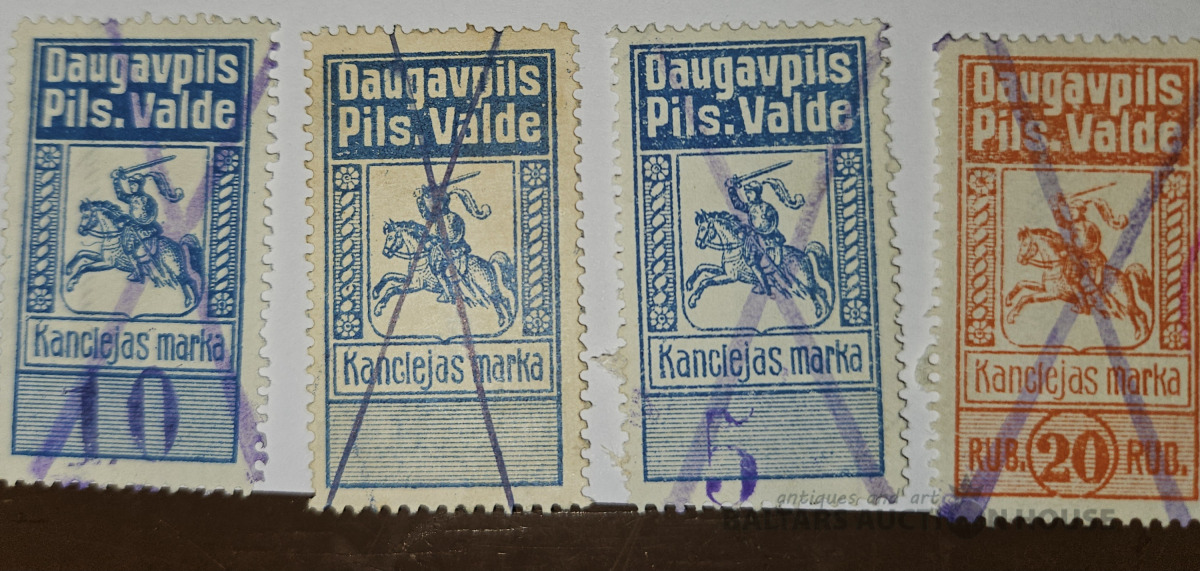 Daugavpils
Pils. Valde
Kanclejas marka
10
Daugavpils
Pils. Valde
Kanclejas marka
Daugavpils
Pils. Valde
Kanclejas marka
5
Daugavpils
Pils. Valde
Kanclejas marka
RUB. 20 RUB.
antiques and art
BALTARS AUCTION HOUSE